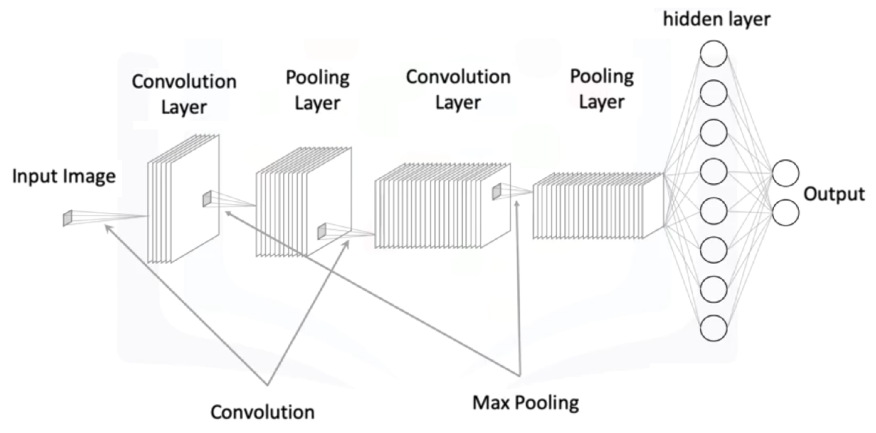 hidden layer
Convolution
Layer
Pooling
Layer
Convolution
Layer
Pooling
Layer
Input Image
Output
Convolution
Max Pooling